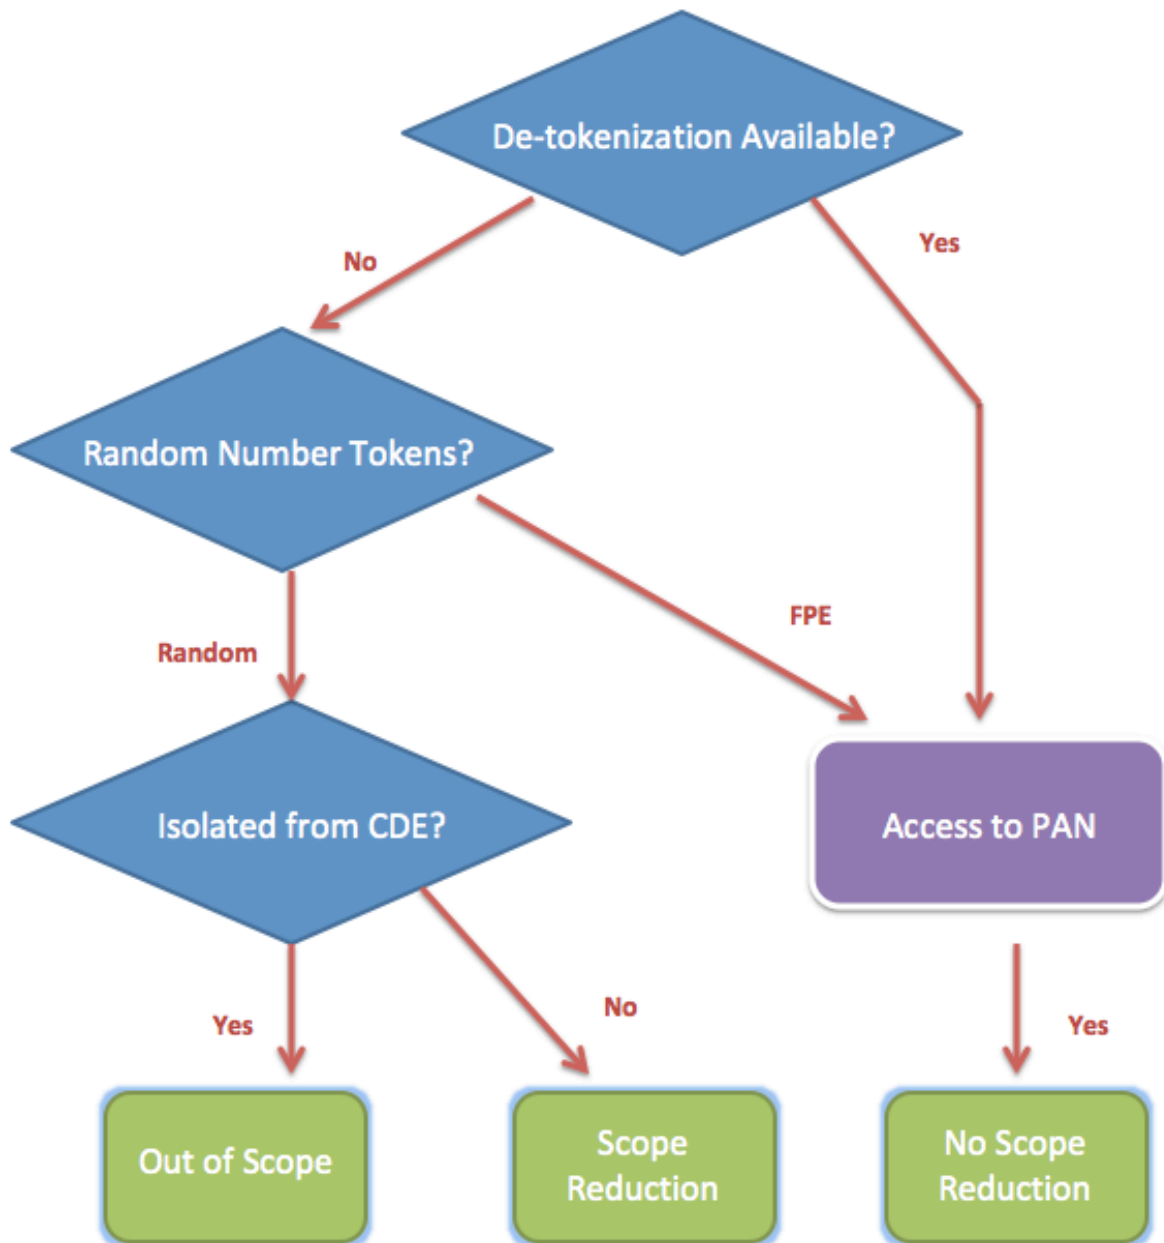 De-tokenization Available?
No
Yes
Random Number Tokens?
FPE
Random
Isolated from CDE?
Access to PAN
Yes
No
Yes
Out of Scope
Scope
Reduction
No Scope
Reduction